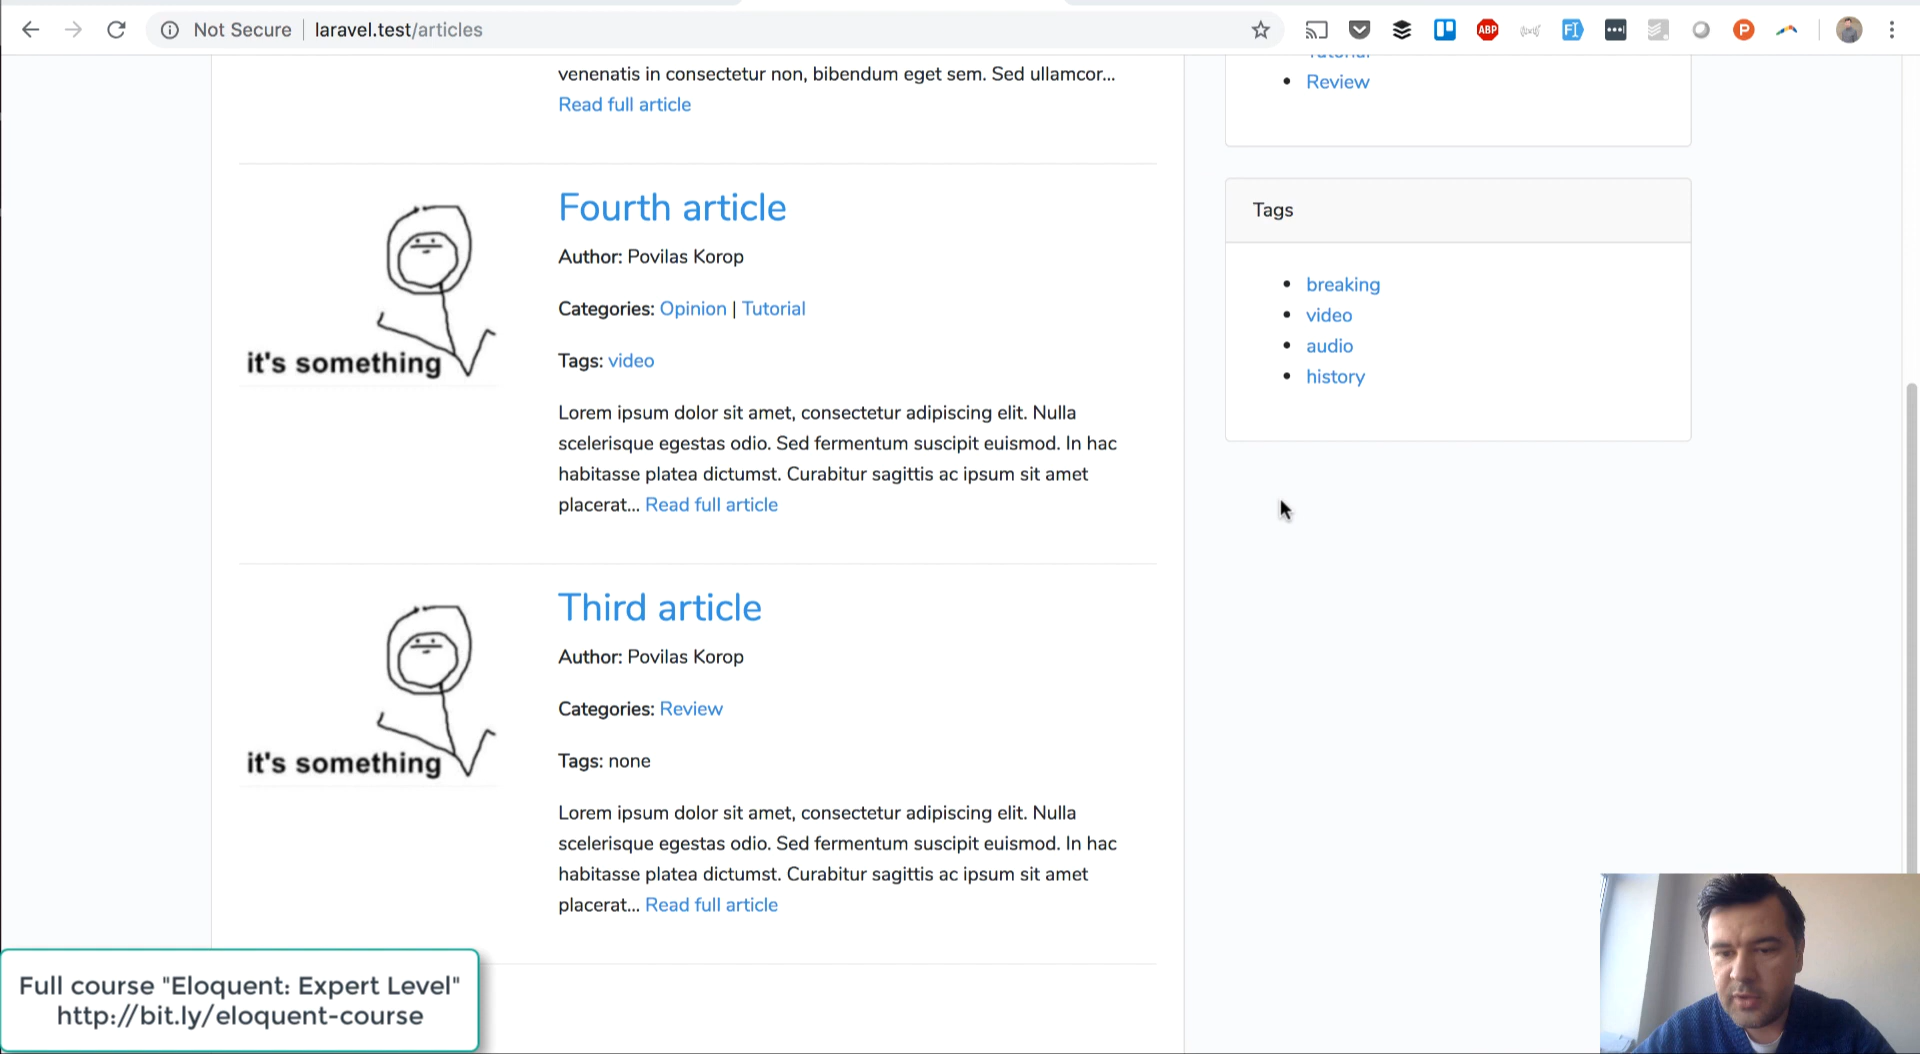 Not Secure
laravel.test/articles
ABP
FI
P
venenatis in consectetur non, bibendum eget sem. Sed ullamcor...
Read full article
Fourth article
Author: Povilas Korop
Categories: Opinion | Tutorial
Tags: video
Lorem ipsum dolor sit amet, consectetur adipiscing elit. Nulla
scelerisque egestas odio. Sed fermentum suscipit euismod. In hac
habitasse platea dictumst. Curabitur sagittis ac ipsum sit amet
placerat... Read full article
it's something
Third article
Author: Povilas Korop
Categories: Review
Tags: none
Lorem ipsum dolor sit amet, consectetur adipiscing elit. Nulla
scelerisque egestas odio. Sed fermentum suscipit euismod. In hac
habitasse platea dictumst. Curabitur sagittis ac ipsum sit amet
placerat... Read full article
it's something
Tutorial
Review
Tags
breaking
video
audio
history
Full course "Eloquent: Expert Level"
http://bit.ly/eloquent-course